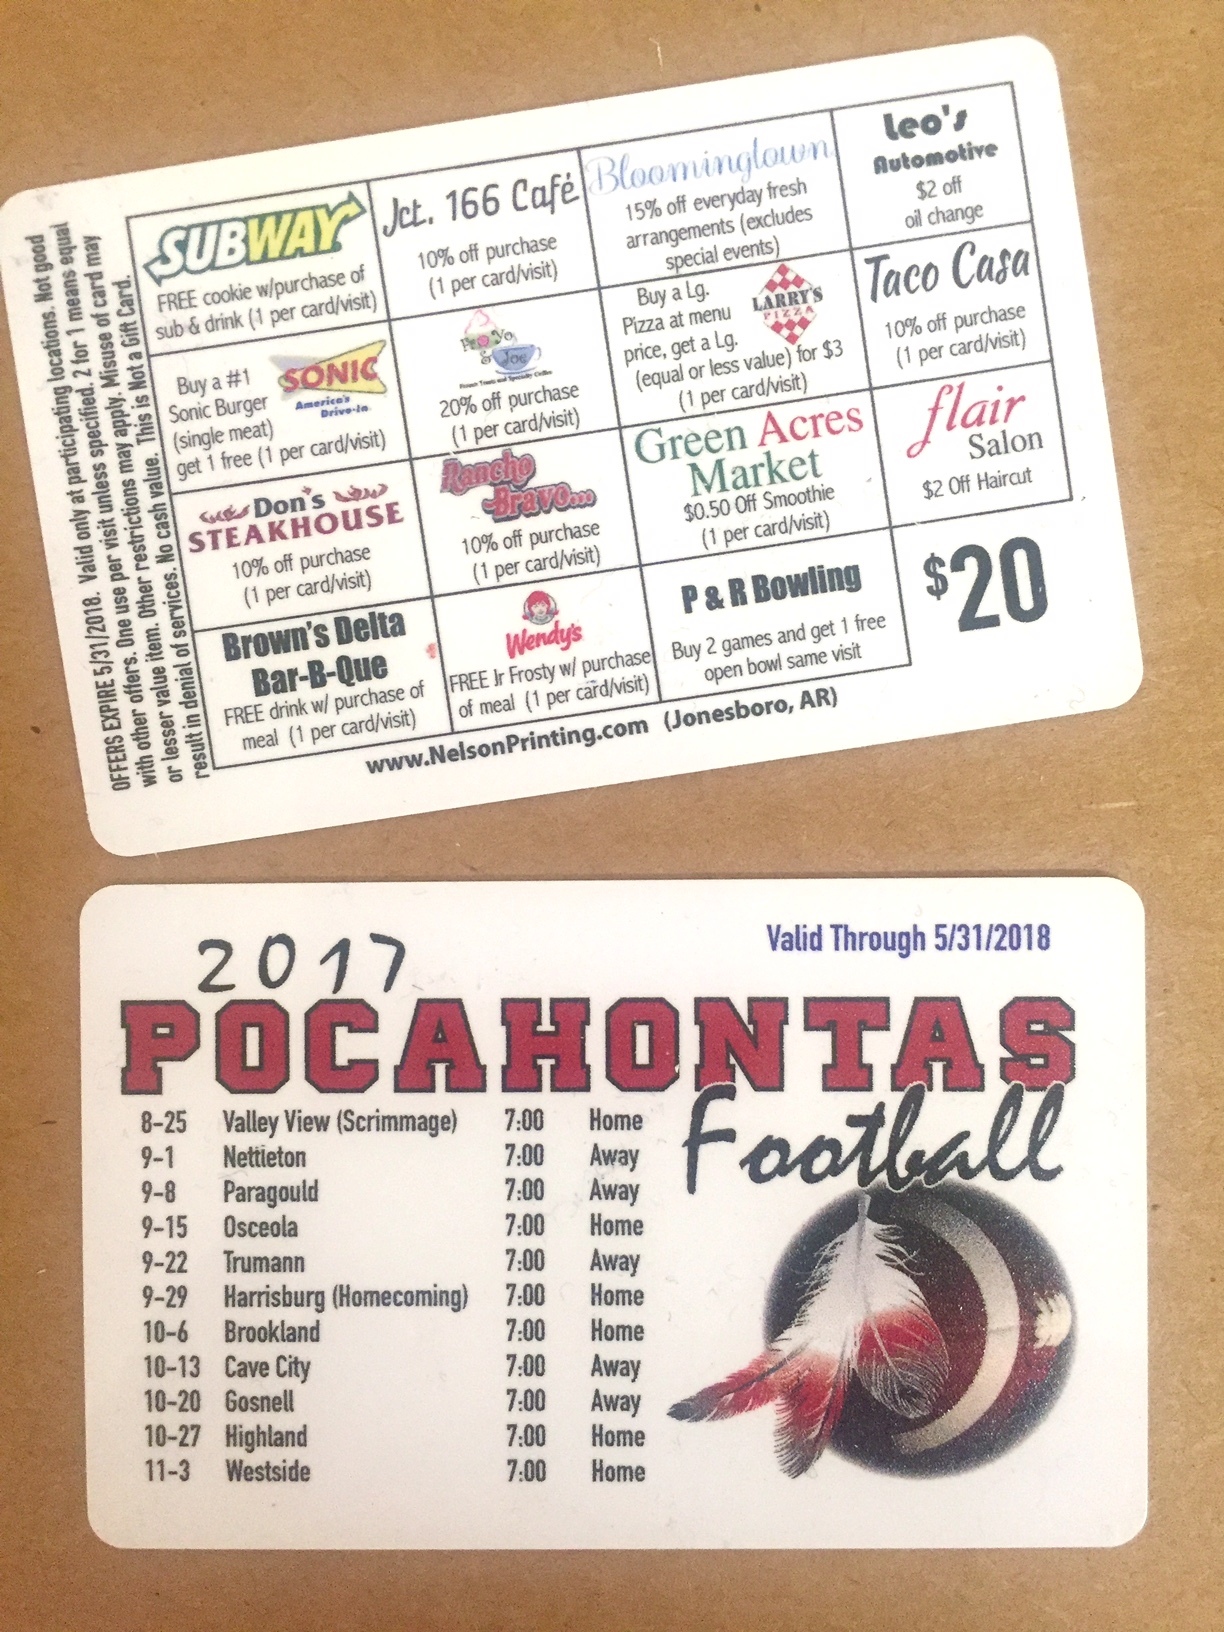 OFFERS EXPIRE 5/31/2018. Valid only at participating locations. Not good
with other offers. One use per visit unless specified. 2 for 1 means equal
or lesser value item. Other restrictions may apply. Misuse of card may
result in denial of services. No cash value. This is Not a Gift Card.
SUBWAY
FREE cookie w/purchase of
sub & drink (1 per card/visit)
Jct. 166 Café
10% off purchase
(1 per card/visit)
Bloomingtown
15% off everyday fresh
arrangements (excludes
special events)
Leo's
Automotive
$2 off
oil change
Buy a #1
Sonic Burger
(single meat)
get 1 free (1 per card/visit)
SONIC
America's
Drive-In
Yo
& Joe
20% off purchase
(1 per card/visit)
Buy a Lg.
Pizza at menu
price, get a Lg.
(equal or less value) for $3
(1 per card/visit)
LARRY'S
PIZZA
Taco Casa
10% off purchase
(1 per card/visit)
Don's
STEAKHOUSE
10% off purchase
(1 per card/visit)
Rancho
Bravo...
10% off purchase
(1 per card/visit)
Green Acres
Market
$0.50 Off Smoothie
(1 per card/visit)
flair
Salon
$2 Off Haircut
Brown's Delta
Bar-B-Que
FREE drink w/ purchase of
meal (1 per card/visit)
Wendy's
FREE Jr Frosty w/ purchase
of meal (1 per card/visit)
P & R Bowling
Buy 2 games and get 1 free
open bowl same visit
$20
www.NelsonPrinting.com (Jonesboro, AR)
2017
Valid Through 5/31/2018
POCAHONTAS
Football
8-25 Valley View (Scrimmage) 7:00 Home
9-1 Nettleton 7:00 Away
9-8 Paragould 7:00 Away
9-15 Osceola 7:00 Home
9-22 Trumann 7:00 Away
9-29 Harrisburg (Homecoming) 7:00 Home
10-6 Brookland 7:00 Home
10-13 Cave City 7:00 Away
10-20 Gosnell 7:00 Away
10-27 Highland 7:00 Home
11-3 Westside 7:00 Home